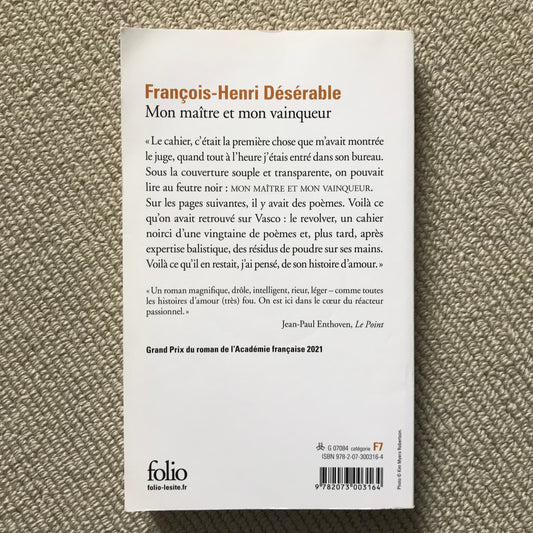 François-Henri Désérable
Mon maître et mon vainqueur
« Le cahier, c'était la première chose que m'avait montrée
le juge, quand tout à l'heure j'étais entré dans son bureau.
Sous la couverture souple et transparente, on pouvait
lire au feutre noir : MON MAÎTRE ET MON VAINQUEUR.
Sur les pages suivantes, il y avait des poèmes. Voilà ce
qu'on avait retrouvé sur Vasco : le revolver, un cahier
noirci d'une vingtaine de poèmes et, plus tard, après
expertise balistique, des résidus de poudre sur ses mains.
Voilà ce qu'il en restait, j'ai pensé, de son histoire d'amour. »
« Un roman magnifique, drôle, intelligent, rieur, léger – comme toutes
les histoires d'amour (très) fou. On est ici dans le cœur du réacteur
passionnel. »
Jean-Paul Enthoven, Le Point
Grand Prix du roman de l'Académie française 2021
G 07084 catégorie F7
ISBN 978-2-07-300316-4
folio
folio-lesite.fr
9 782073 003164
Photo © Kim Myers Robertson.